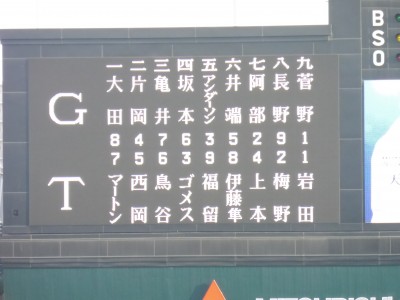 G
T
一 大田 8 7 マートン
二 片岡 4 5 西岡
三 亀井 7 6 鳥谷
四 坂本 6 3 ゴメス
五 アンダーソン 3 9 福留
六 井端 5 8 伊藤隼
七 阿部 2 4 上本
八 長野 9 2 梅野
九 菅野 1 1 岩田
B
S
O